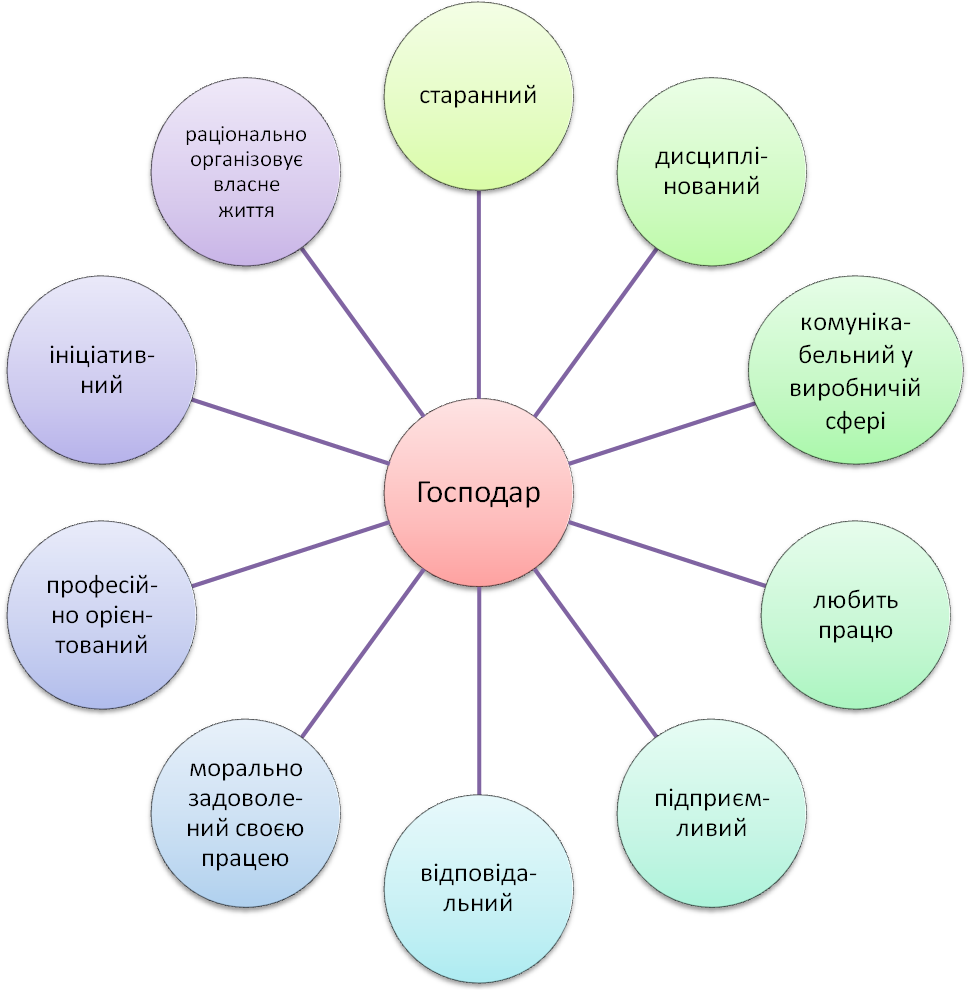 старанний
дисциплі-
нований
комуніка-
бельний у
виробничій
сфері
любить
працю
підприєм-
ливий
відповіда-
льний
морально
задоволе-
ний своєю
працею
професій-
но орієн-
тований
ініціатив-
ний
раціонально
організовує
власне
життя
Господар